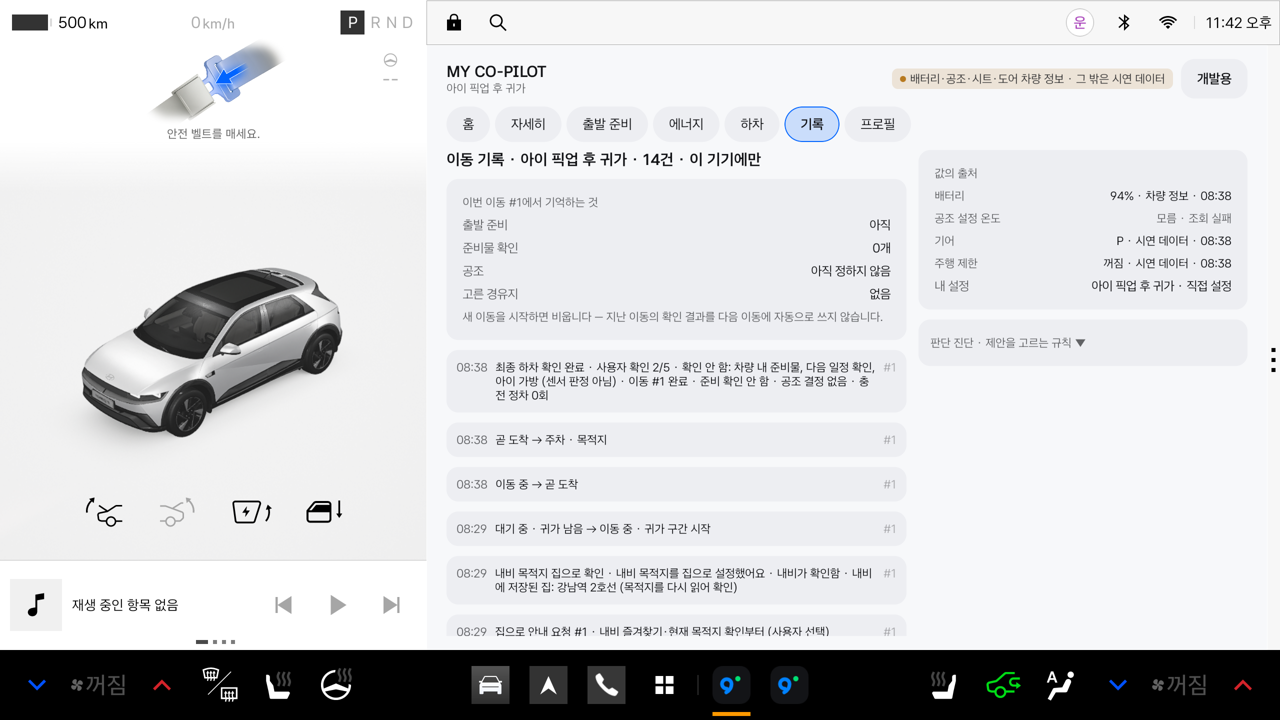 500 km
0 km/h
P R N D
운
11:42 오후
안전 벨트를 매세요.
MY CO-PILOT
아이 픽업 후 귀가
배터리·공조·시트·도어 차량 정보 · 그 밖은 시연 데이터
개발용
홈
자세히
출발 준비
에너지
하차
기록
프로필
이동 기록 · 아이 픽업 후 귀가 · 14건 · 이 기기에만
이번 이동 #1에서 기억하는 것
출발 준비 아직
준비물 확인 0개
공조 아직 정하지 않음
고른 경유지 없음
새 이동을 시작하면 비웁니다 — 지난 이동의 확인 결과를 다음 이동에 자동으로 쓰지 않습니다.
08:38 최종 하차 확인 완료 · 사용자 확인 2/5 · 확인 안 함: 차량 내 준비물, 다음 일정 확인, #1
아이 가방 (센서 판정 아님) · 이동 #1 완료 · 준비 확인 안 함 · 공조 결정 없음 · 충
전 정차 0회
08:38 곧 도착 → 주차 · 목적지 #1
08:38 이동 중 → 곧 도착 #1
08:29 대기 중 · 귀가 남음 → 이동 중 · 귀가 구간 시작 #1
08:29 내비 목적지 집으로 확인 · 내비 목적지를 집으로 설정했어요 · 내비가 확인함 · 내비 #1
에 저장된 집: 강남역 2호선 (목적지를 다시 읽어 확인)
08:29 집으로 안내 요청 #1 · 내비 즐겨찾기·현재 목적지 확인부터 (사용자 선택) #1
값의 출처
배터리 94% · 차량 정보 · 08:38
공조 설정 온도 모름 · 조회 실패
기어 P · 시연 데이터 · 08:38
주행 제한 꺼짐 · 시연 데이터 · 08:38
내 설정 아이 픽업 후 귀가 · 직접 설정
판단 진단 · 제안을 고르는 규칙 ▼
재생 중인 항목 없음
꺼짐
A
꺼짐